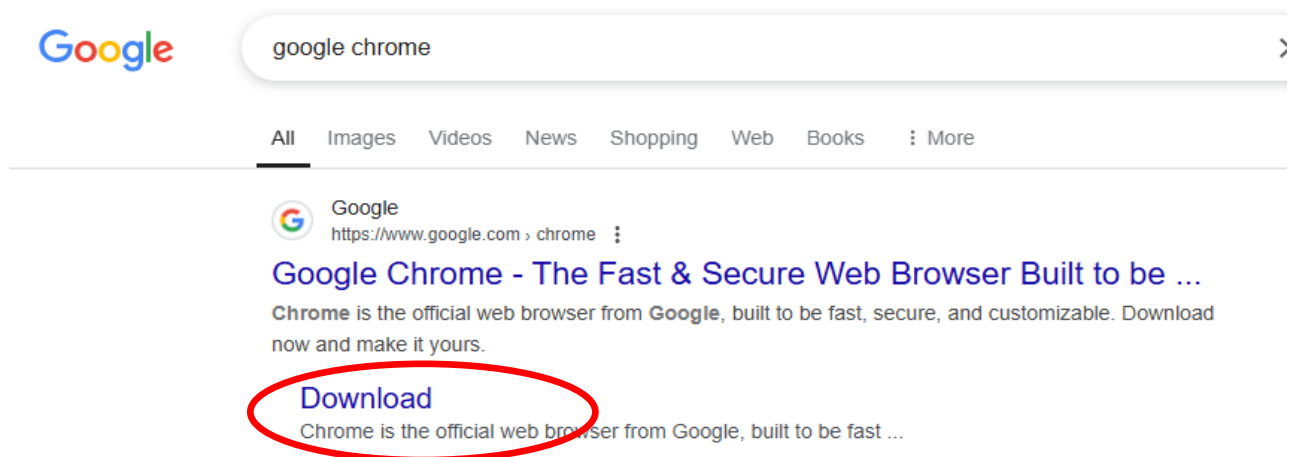 Google
google chrome
All Images Videos News Shopping Web Books More
Google
https://www.google.com › chrome
Google Chrome - The Fast & Secure Web Browser Built to be ...
Chrome is the official web browser from Google, built to be fast, secure, and customizable. Download
now and make it yours.
Download
Chrome is the official web browser from Google, built to be fast ...